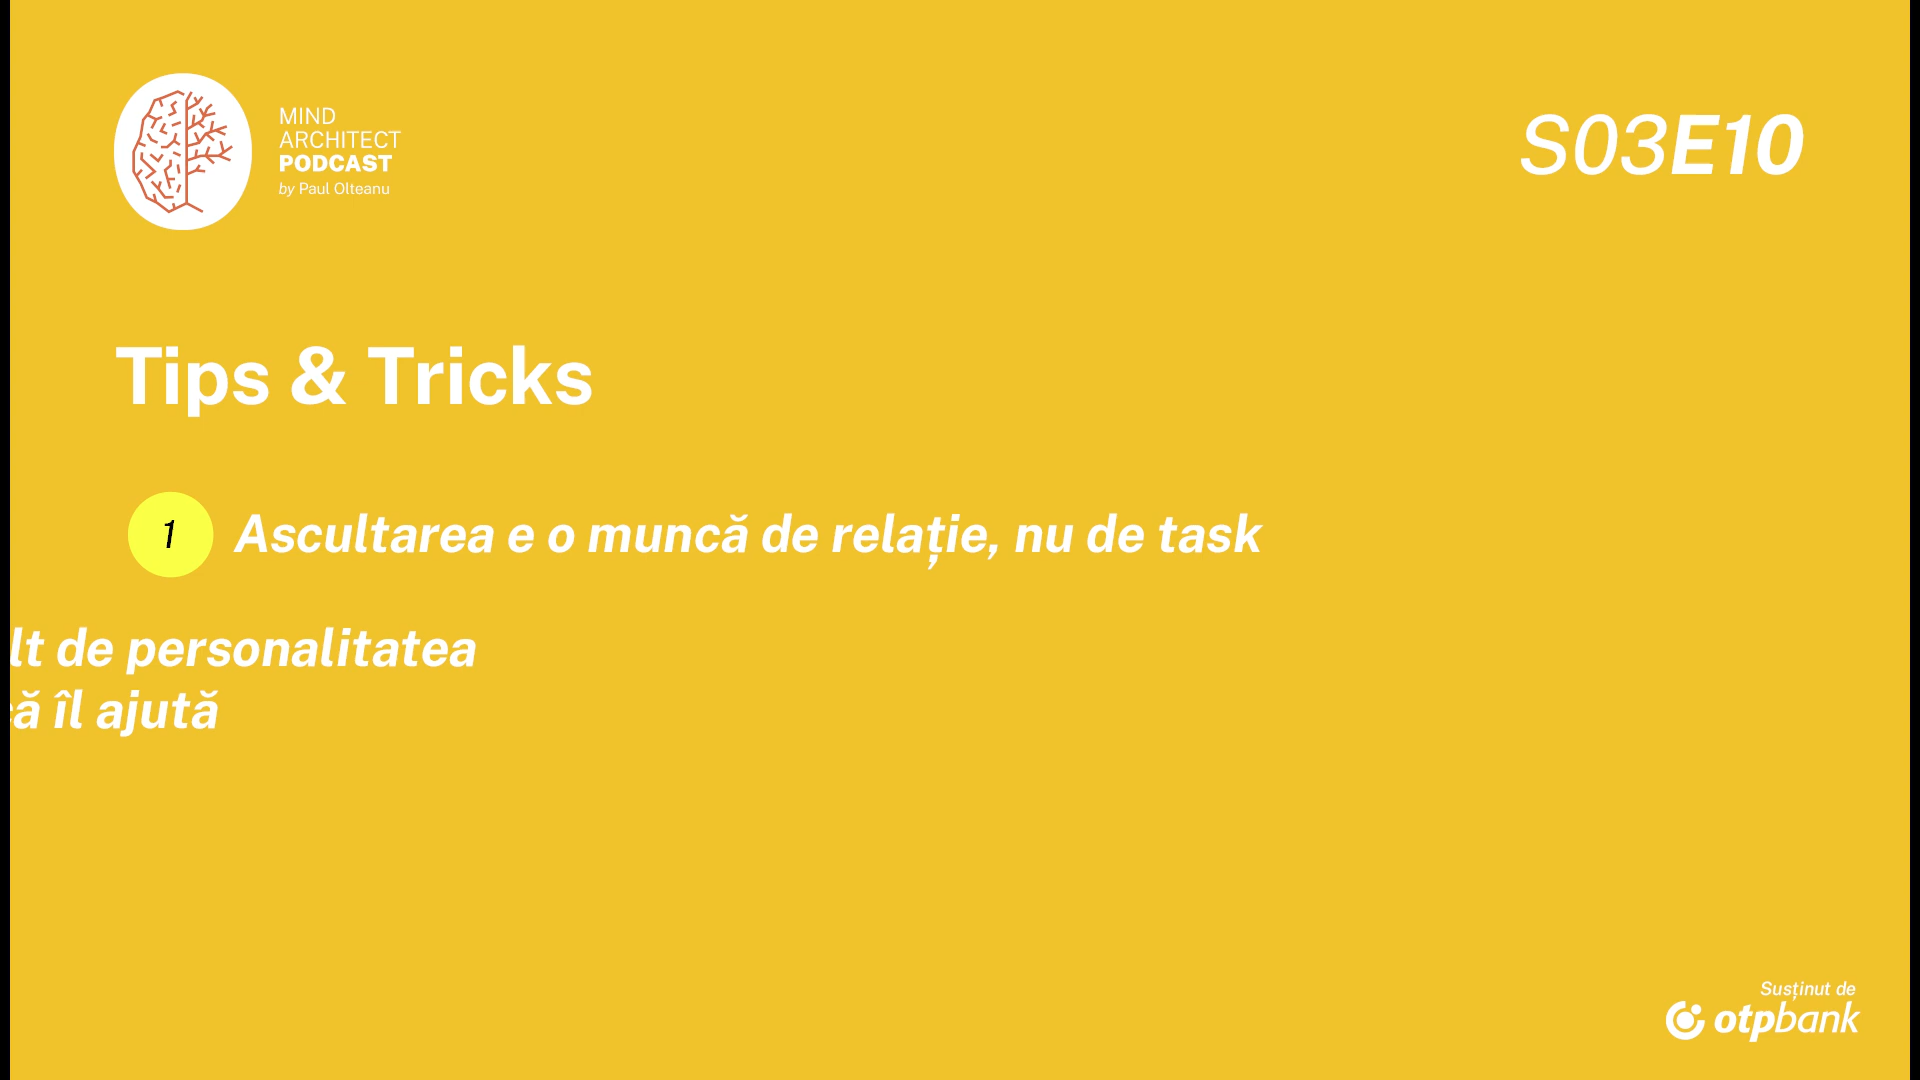 MIND
ARCHITECT
PODCAST
by Paul Olteanu
S03E10
Tips & Tricks
1 Ascultarea e o muncă de relație, nu de task
lt de personalitatea
ă îl ajută
Susținut de
otpbank